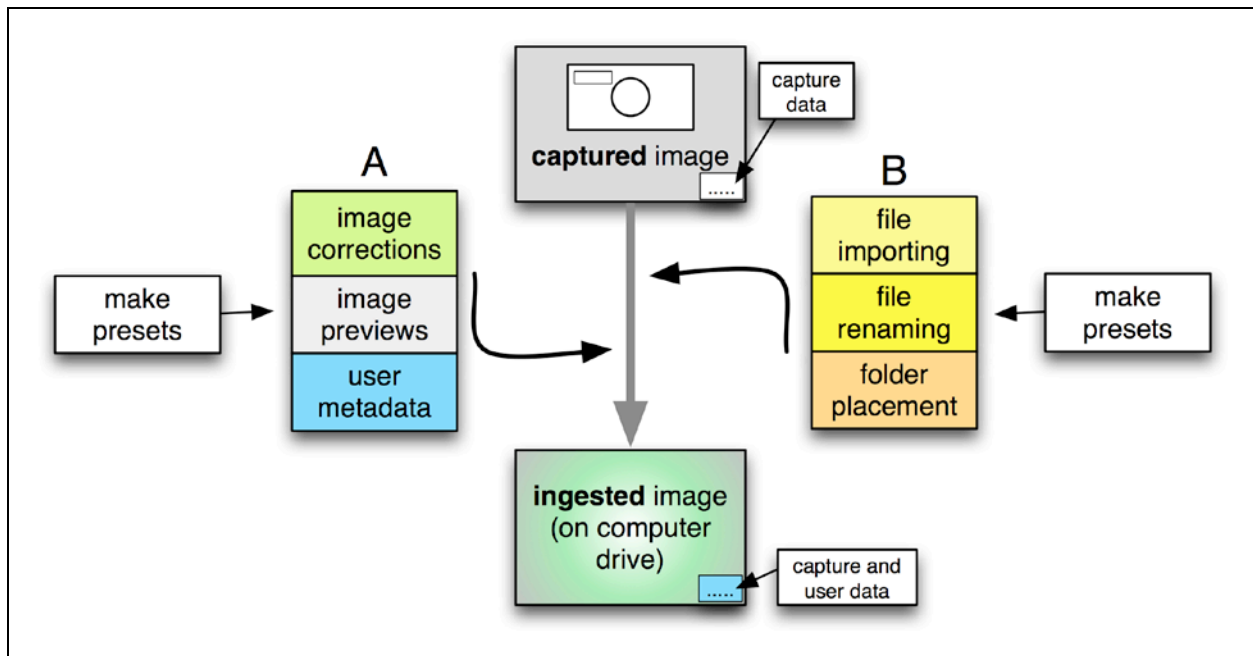 captured image
.....
capture
data
A
image
corrections
image
previews
user
metadata
make
presets
B
file
importing
file
renaming
folder
placement
make
presets
ingested image
(on computer
drive)
.....
capture and
user data